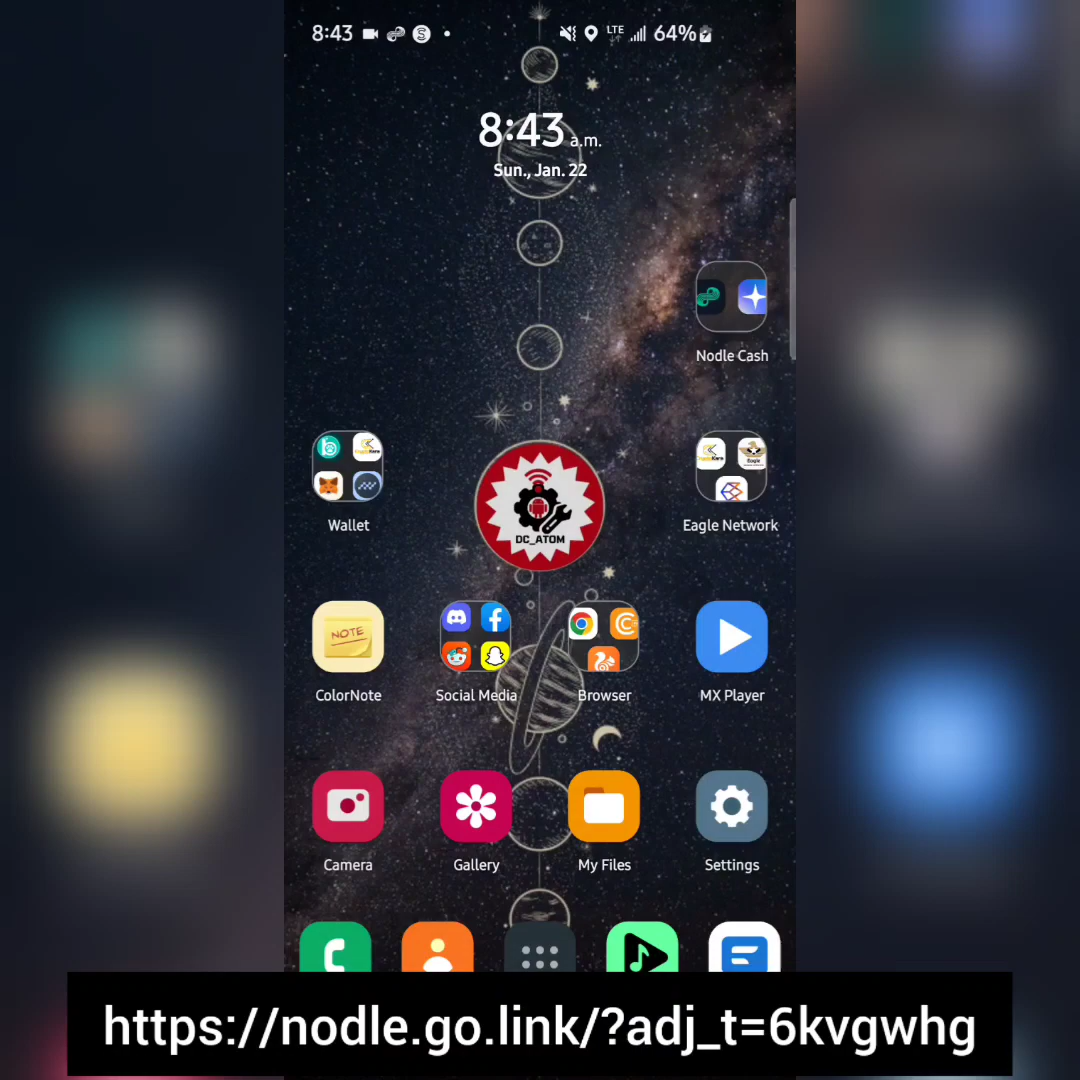 8:43 LTE 64%
8:43 a.m.
Sun., Jan. 22
Nodle Cash
Wallet
Eagle Network
DC_ATOM
NOTE
ColorNote
Social Media
Browser
MX Player
Camera
Gallery
My Files
Settings
https://nodle.go.link/?adj_t=6kvgwhg